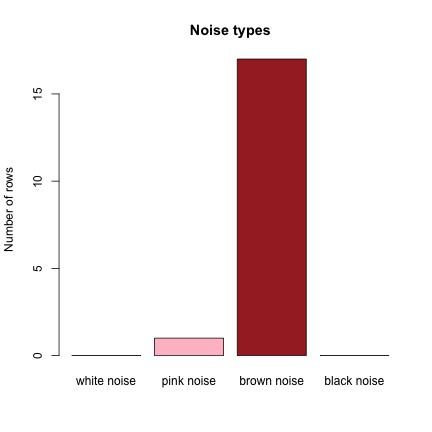 Noise types
Number of rows
15
10
5
0
white noise
pink noise
brown noise
black noise